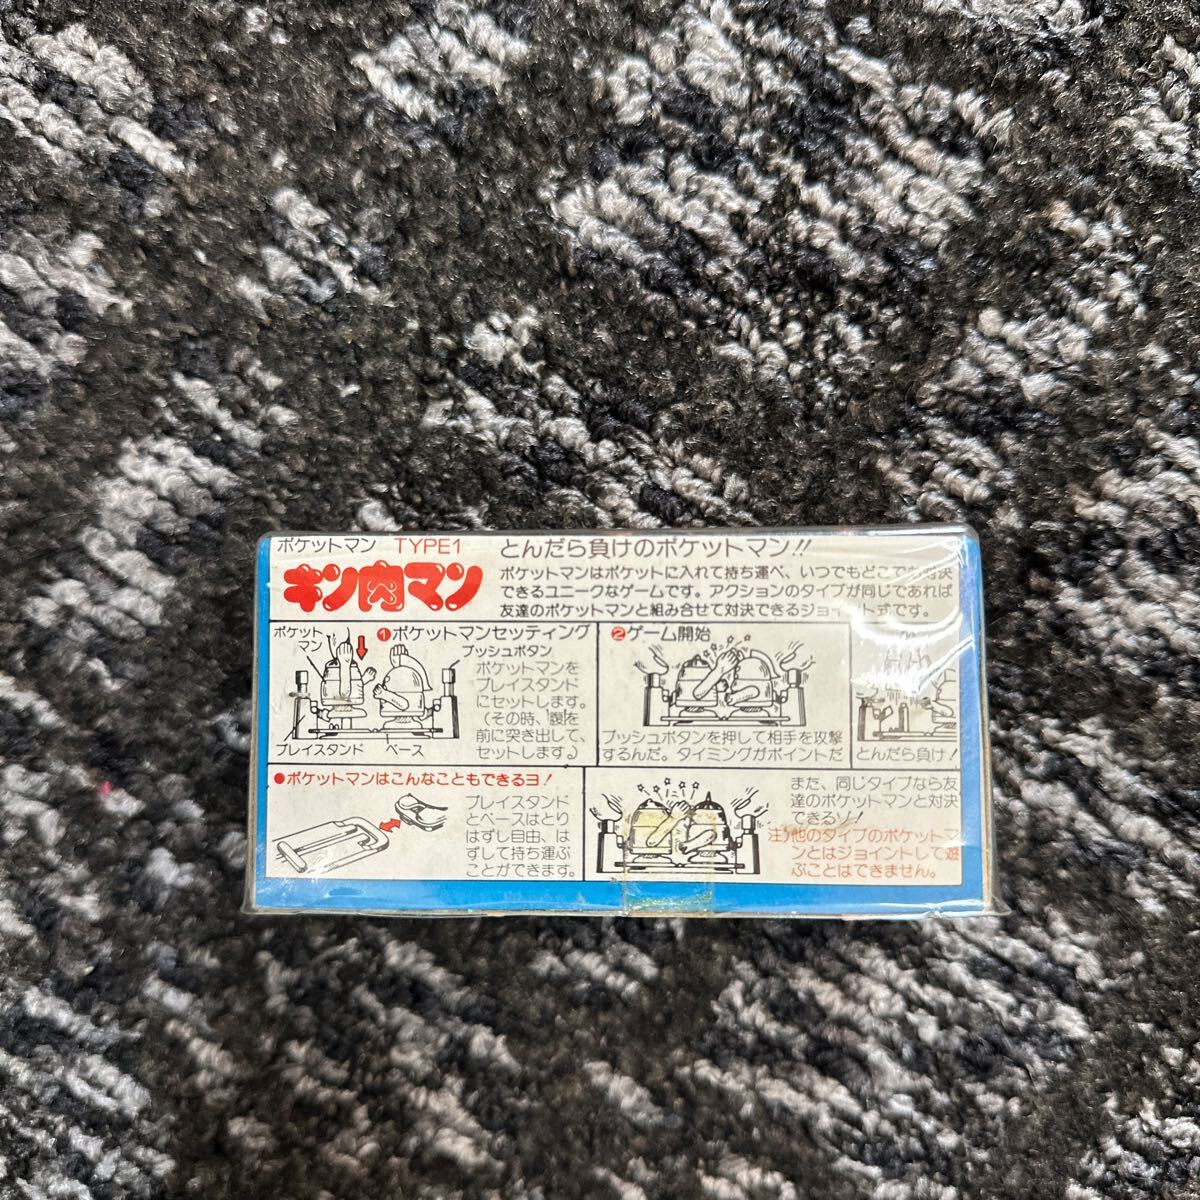 ポケットマン TYPE1
キン肉マン
とんだら負けのポケットマン!!
ポケットマンはポケットに入れて持ち運べ、いつでもどこでも対決
できるユニークなゲームです。アクションのタイプが同じであれば
友達のポケットマンと組み合せて対決できるジョイント式です。
ポケット
マン
❶ポケットマンセッティング
プッシュボタン
ポケットマンを
プレイスタンド
にセットします。
(その時、腹を
前に突き出して、
セットします。)
プレイスタンド
ベース
❷ゲーム開始
プッシュボタンを押して相手を攻撃
するんだ。タイミングがポイントだ
とんだら負け!
●ポケットマンはこんなこともできるヨ!
プレイスタンド
とベースはとり
はずし自由、は
ずして持ち運ぶ
ことができます。
また、同じタイプなら友
達のポケットマンと対決
できるゾ!
注)他のタイプのポケットマ
ンとはジョイントして遊
ぶことはできません。